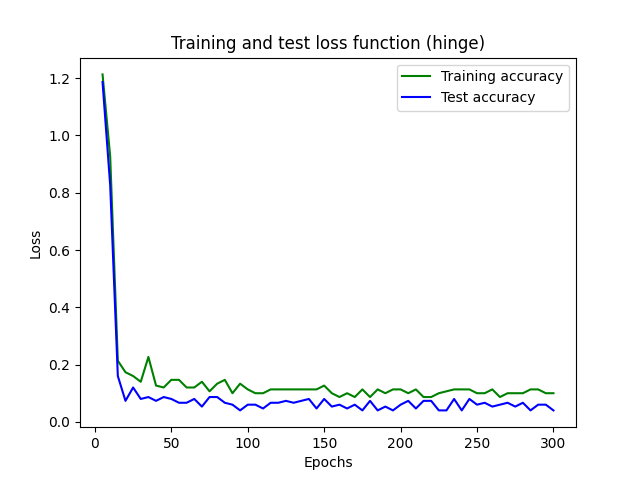 Training and test loss function (hinge)
Training accuracy
Test accuracy
1.2
1.0
0.8
0.6
0.4
0.2
0.0
Loss
0 50 100 150 200 250 300
Epochs